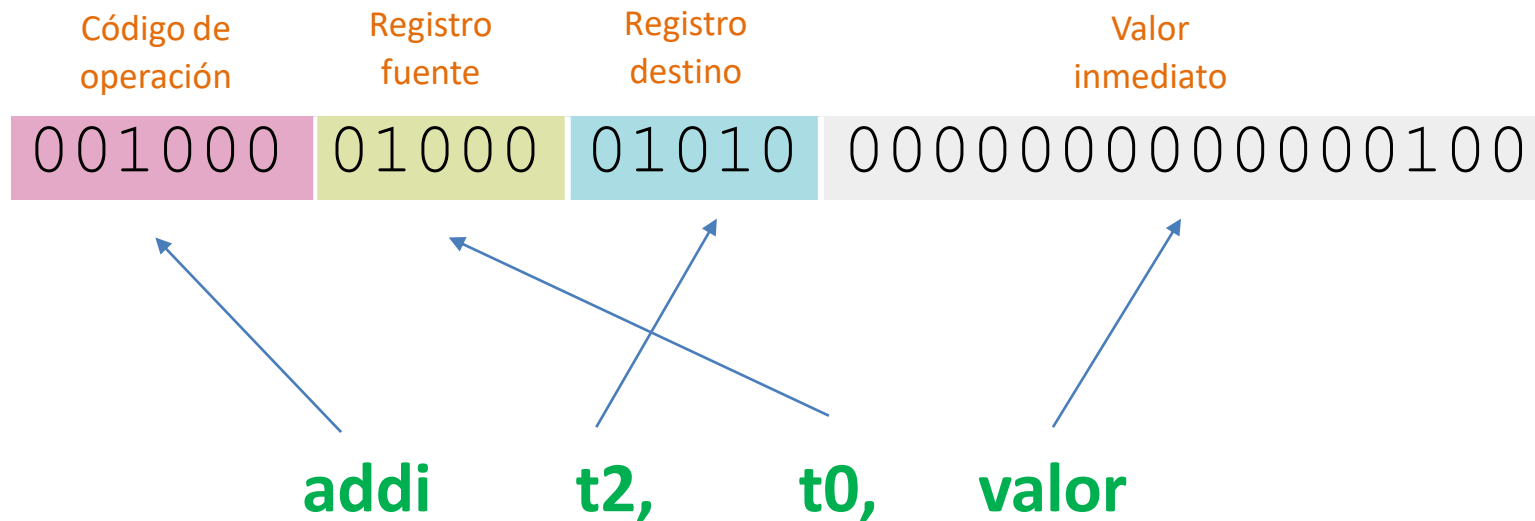 Código de
operación
Registro
fuente
Registro
destino
Valor
inmediato
001000 01000 01010 0000000000000100
addi t2, t0, valor